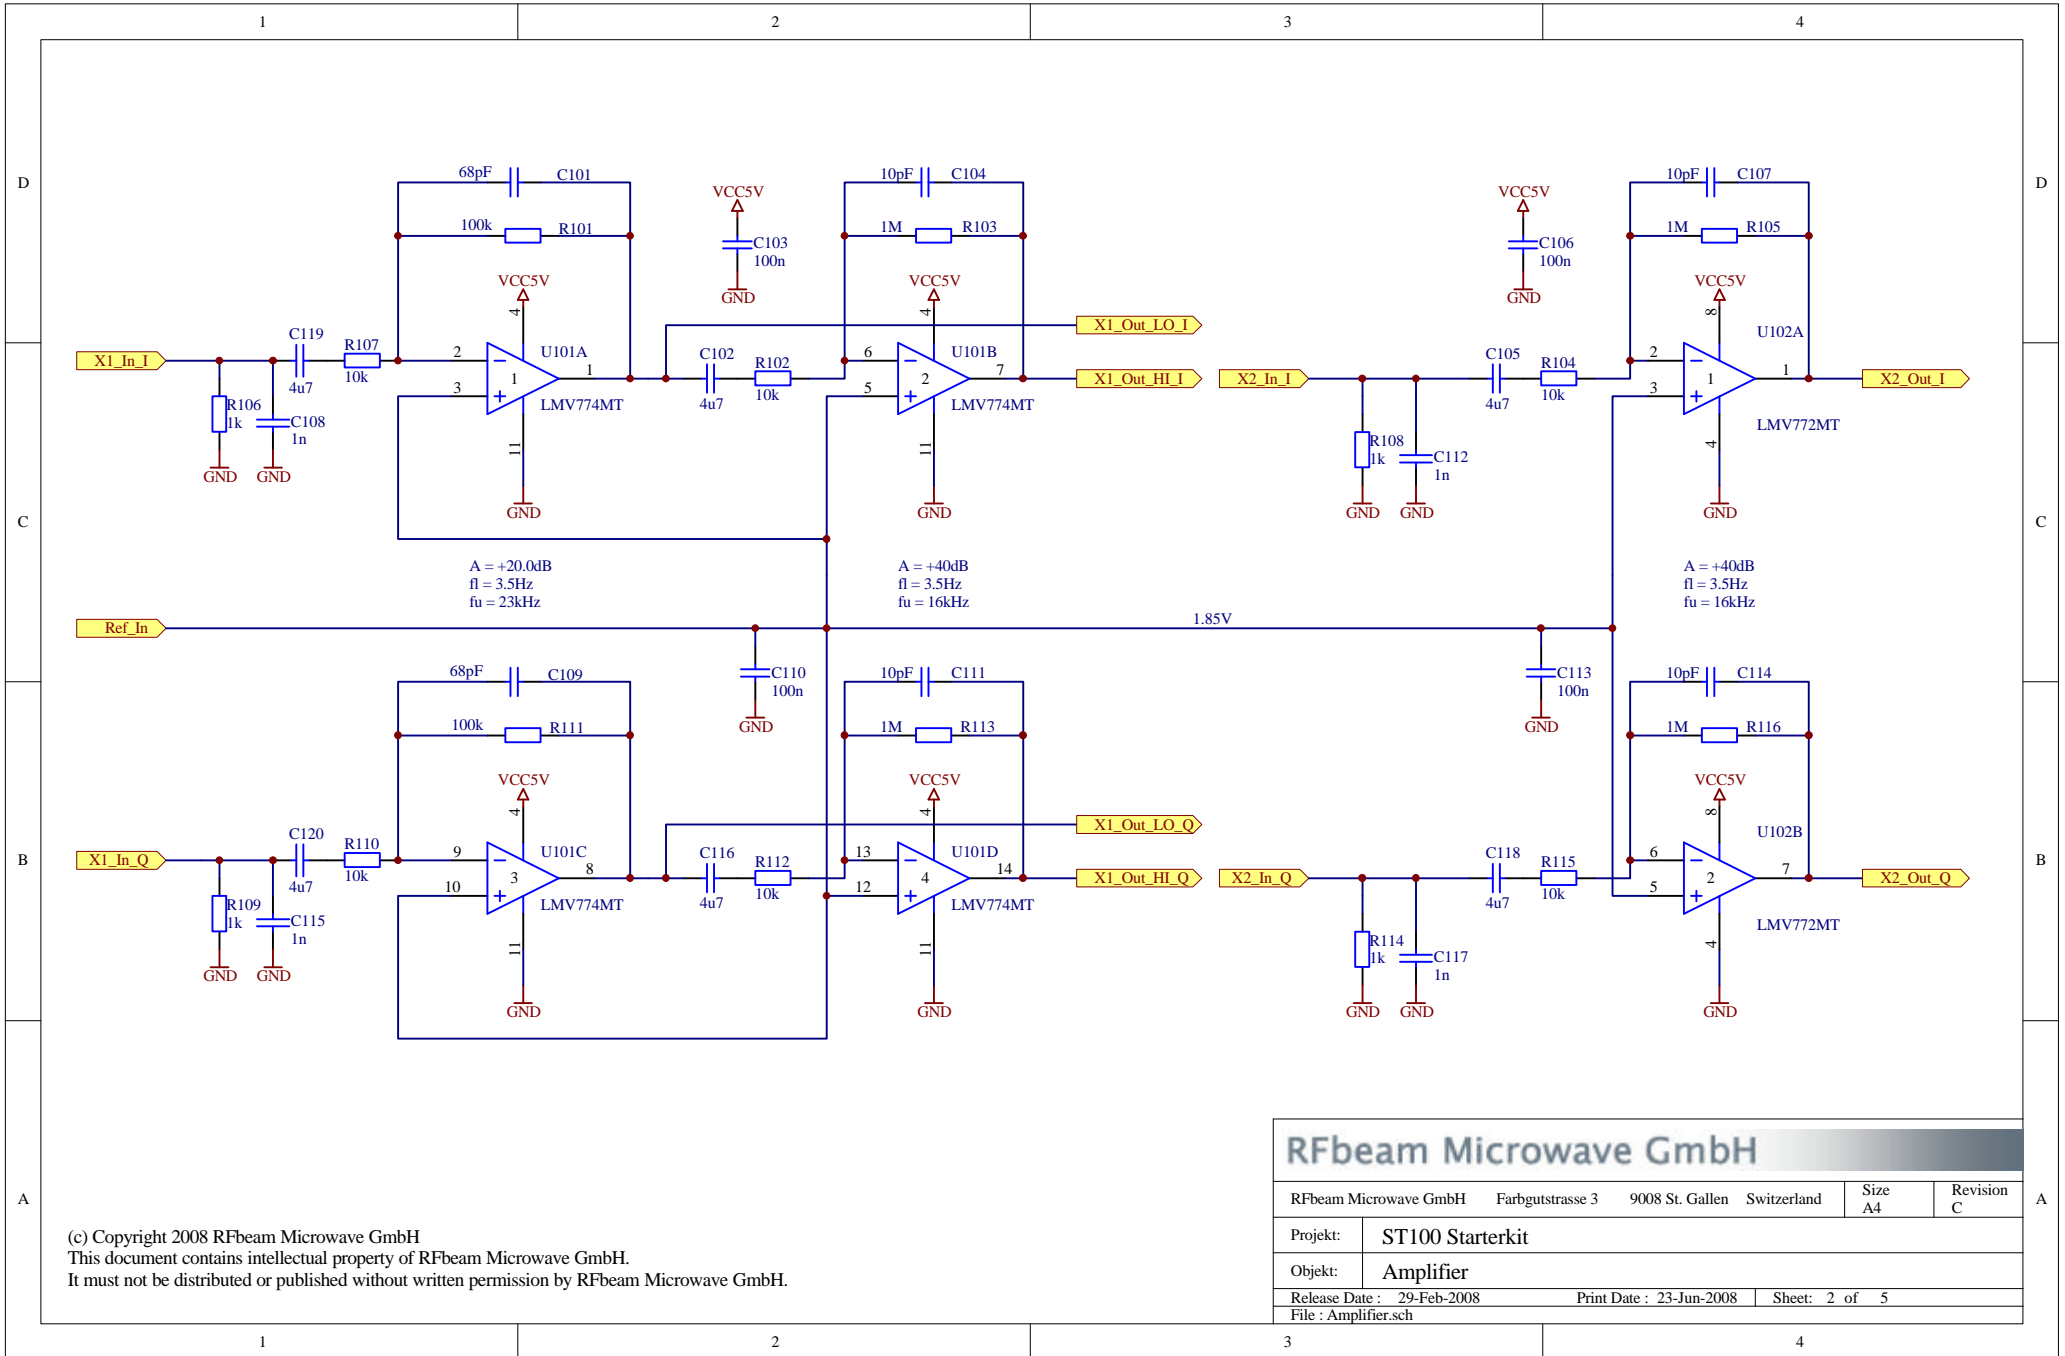 1 2 3 4
D D
68pF C101
100k R101
VCC5V
C103
100n
GND
10pF C104
1M R103
VCC5V
C106
100n
GND
10pF C107
1M R105
VCC5V
4
VCC5V
4
VCC5V
8
X1_In_I
C119
4u7
R107
10k
R106
1k
C108
1n
GND GND
2
3
U101A
1
1
LMV774MT
11
GND
C102
4u7
R102
10k
6
5
U101B
2
7
LMV774MT
11
GND
X1_Out_LO_I
X1_Out_HI_I
X2_In_I
R108
1k
C112
1n
GND GND
C105
4u7
R104
10k
2
3
U102A
1
1
LMV772MT
4
GND
X2_Out_I
C C
A = +20.0dB
fl = 3.5Hz
fu = 23kHz
A = +40dB
fl = 3.5Hz
fu = 16kHz
A = +40dB
fl = 3.5Hz
fu = 16kHz
Ref_In
1.85V
68pF C109
100k R111
C110
100n
GND
10pF C111
1M R113
C113
100n
GND
10pF C114
1M R116
VCC5V
4
VCC5V
4
VCC5V
8
B B
X1_In_Q
C120
4u7
R110
10k
R109
1k
C115
1n
GND GND
9
10
U101C
3
8
LMV774MT
11
GND
C116
4u7
R112
10k
13
12
U101D
4
14
LMV774MT
11
GND
X1_Out_LO_Q
X1_Out_HI_Q
X2_In_Q
R114
1k
C117
1n
GND GND
C118
4u7
R115
10k
6
5
U102B
2
7
LMV772MT
4
GND
X2_Out_Q
A A
(c) Copyright 2008 RFbeam Microwave GmbH
This document contains intellectual property of RFbeam Microwave GmbH.
It must not be distributed or published without written permission by RFbeam Microwave GmbH.
RFbeam Microwave GmbH
RFbeam Microwave GmbH Farbgutstrasse 3 9008 St. Gallen Switzerland
Size
A4
Revision
C
Projekt: ST100 Starterkit
Objekt: Amplifier
Release Date : 29-Feb-2008 Print Date : 23-Jun-2008 Sheet: 2 of 5
File : Amplifier.sch
1 2 3 4